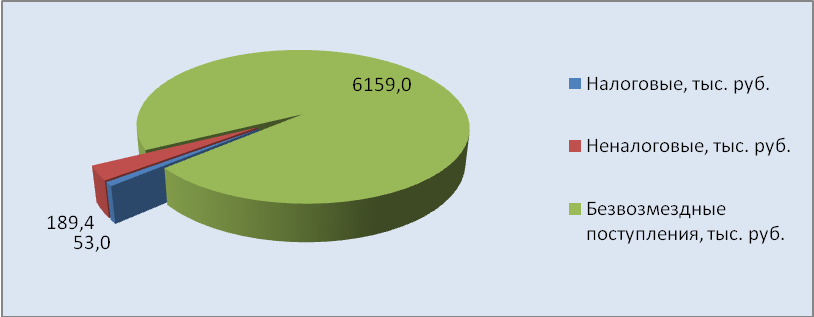 6159,0
189,4
53,0
Налоговые, тыс. руб.
Неналоговые, тыс. руб.
Безвозмездные
поступления, тыс. руб.